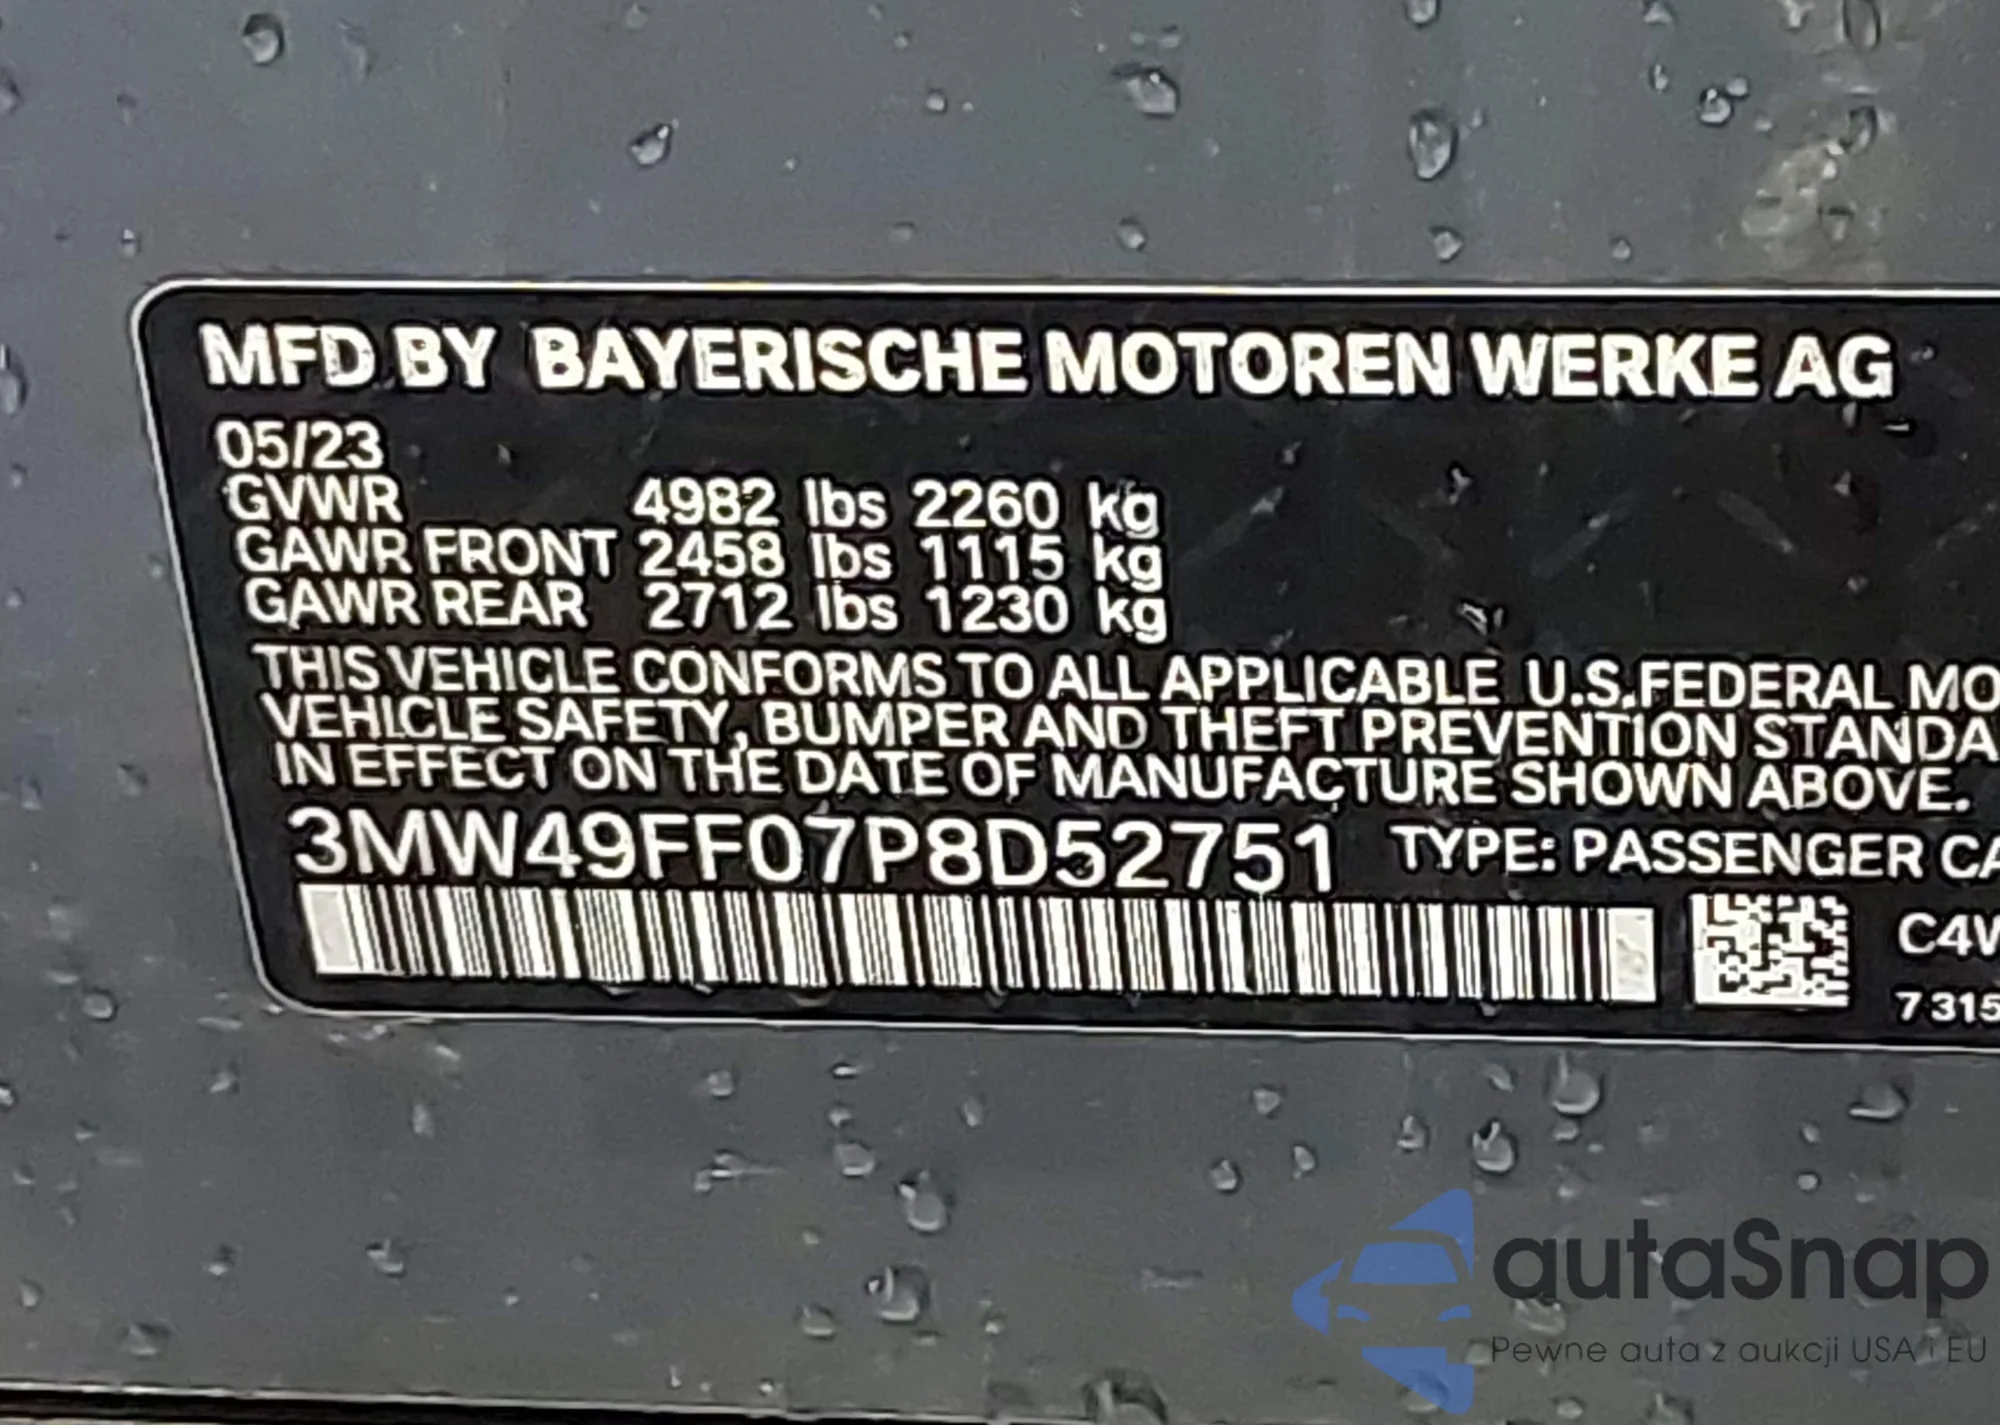 MFD BY BAYERISCHE MOTOREN WERKE AG
05/23
GVWR 4982 lbs 2260 kg
GAWR FRONT 2458 lbs 1115 kg
GAWR REAR 2712 lbs 1230 kg
THIS VEHICLE CONFORMS TO ALL APPLICABLE U.S.FEDERAL MO
VEHICLE SAFETY, BUMPER AND THEFT PREVENTION STANDA
IN EFFECT ON THE DATE OF MANUFACTURE SHOWN ABOVE.
3MW49FF07P8D52751 TYPE: PASSENGER CA
C4V
7 315
autaSnap
Pewne auta z aukcji USA i EU